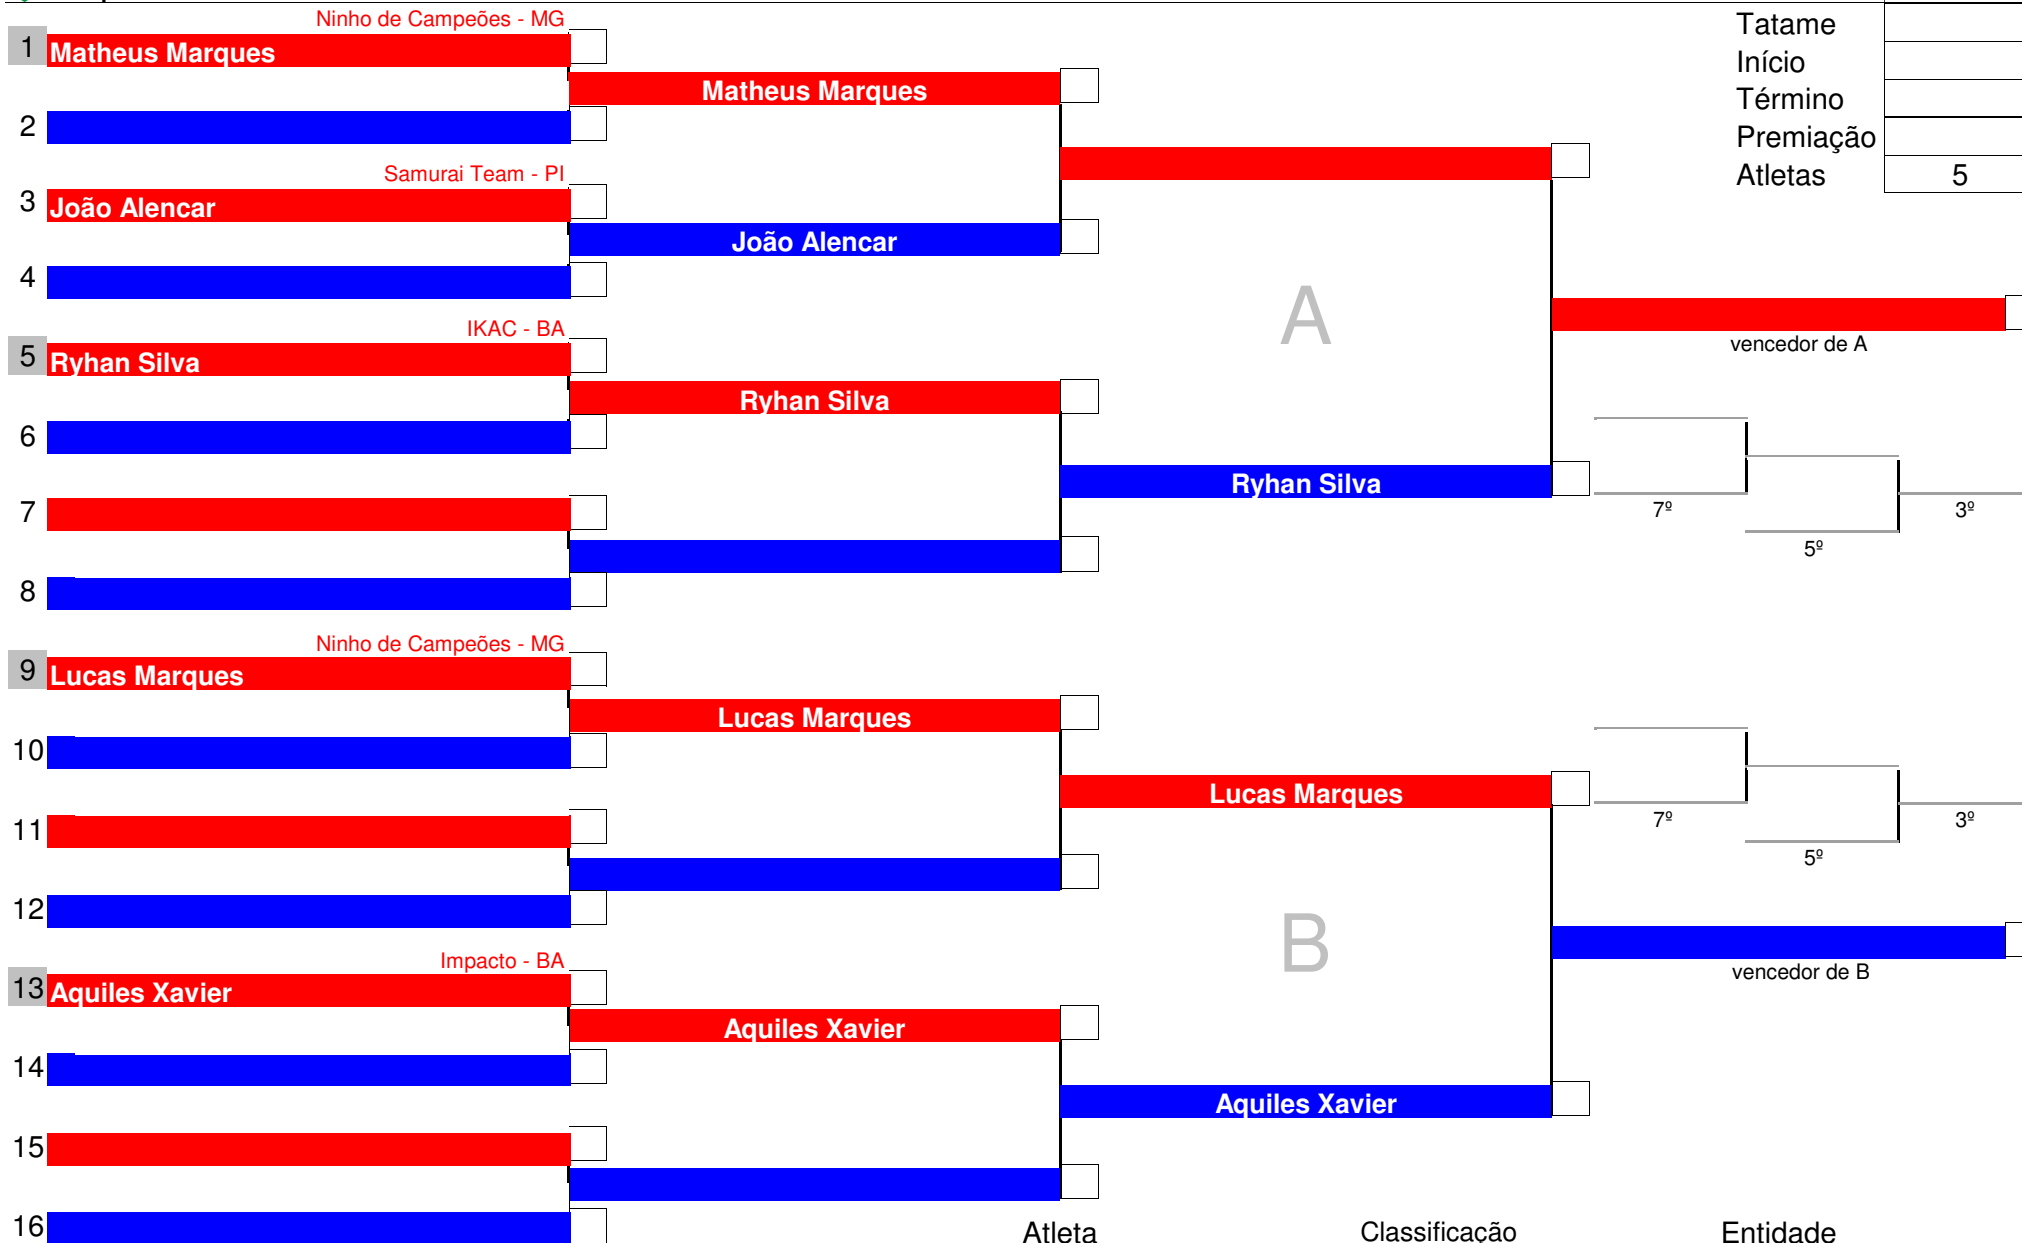 Ninho de Campeões - MG
1 Matheus Marques
Matheus Marques
2
Samurai Team - PI
3 João Alencar
João Alencar
4
IKAC - BA
5 Ryhan Silva
Ryhan Silva
6
7
Ryhan Silva
8
Ninho de Campeões - MG
9 Lucas Marques
Lucas Marques
10
11
Lucas Marques
12
Impacto - BA
13 Aquiles Xavier
Aquiles Xavier
14
15
Aquiles Xavier
16
A
B
Tatame
Início
Término
Premiação
Atletas 5
vencedor de A
7º
3º
5º
7º
3º
5º
vencedor de B
Atleta Classificação Entidade